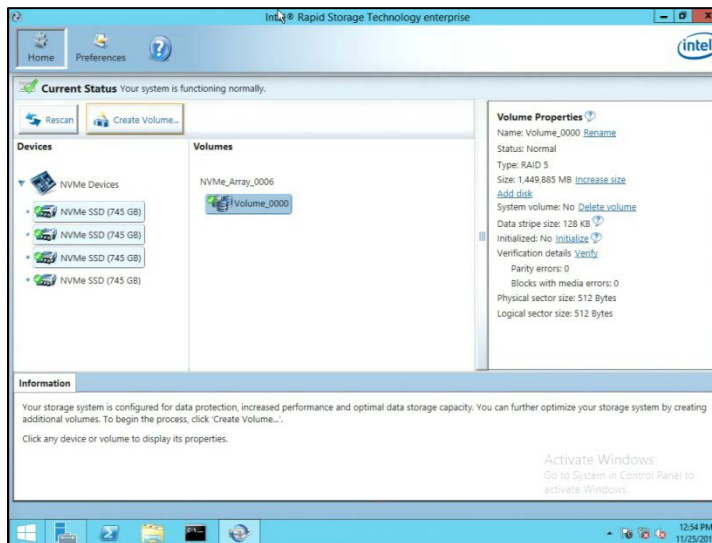 Intel® Rapid Storage Technology enterprise
Home
Preferences
intel
Current Status Your system is functioning normally.
Rescan
Create Volume...
Devices
NVMe Devices
NVMe SSD (745 GB)
NVMe SSD (745 GB)
NVMe SSD (745 GB)
NVMe SSD (745 GB)
Volumes
NVMe_Array_0006
Volume_0000
Volume Properties
Name: Volume_0000 Rename
Status: Normal
Type: RAID 5
Size: 1,449,885 MB Increase size
Add disk
System volume: No Delete volume
Data stripe size: 128 KB
Initialized: No Initialize
Verification details Verify
Parity errors: 0
Blocks with media errors: 0
Physical sector size: 512 Bytes
Logical sector size: 512 Bytes
Information
Your storage system is configured for data protection, increased performance and optimal data storage capacity. You can further optimize your storage system by creating
additional volumes. To begin the process, click 'Create Volume...'.
Click any device or volume to display its properties.
Activate Windows
Go to System in Control Panel to
activate Windows.
12:54 PM
11/25/201